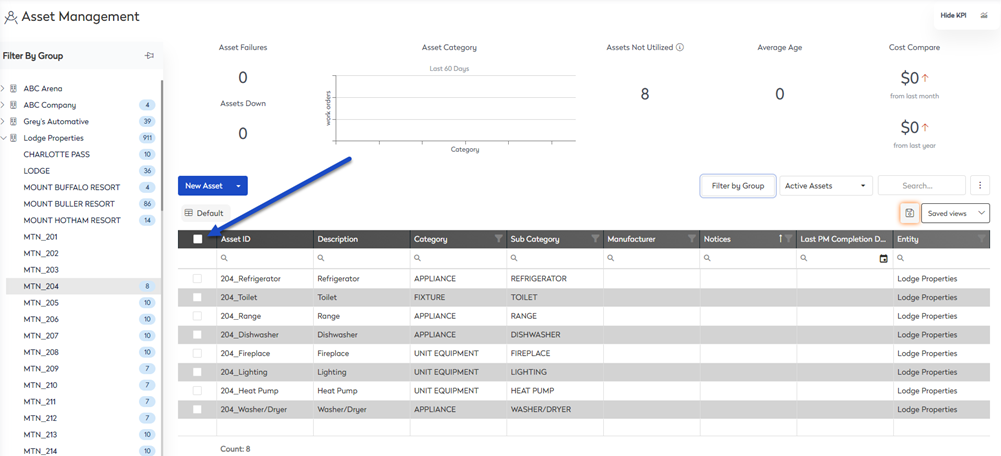 Asset Management
Hide KPI
Filter By Group
ABC Arena
ABC Company 4
Grey's Automative 39
Lodge Properties 911
CHARLOTTE PASS 10
LODGE 36
MOUNT BUFFALO RESORT 4
MOUNT BULLER RESORT 86
MOUNT HOTHAM RESORT 14
MTN_201
MTN_202
MTN_203
MTN_204 8
MTN_205 10
MTN_206 10
MTN_207 10
MTN_208 10
MTN_209 7
MTN_210 7
MTN_211 7
MTN_212 7
MTN_213 10
MTN_214 10
Asset Failures
0
Assets Down
0
Asset Category
Last 60 Days
work orders
Category
Assets Not Utilized
8
Average Age
0
Cost Compare
$0
from last month
$0
from last year
New Asset Filter by Group Active Assets Search...
Default Saved views
Asset ID Description Category Sub Category Manufacturer Notices Last PM Completion D... Entity
204_Refrigerator Refrigerator APPLIANCE REFRIGERATOR Lodge Properties
204_Toilet Toilet FIXTURE TOILET Lodge Properties
204_Range Range APPLIANCE RANGE Lodge Properties
204_Dishwasher Dishwasher APPLIANCE DISHWASHER Lodge Properties
204_Fireplace Fireplace UNIT EQUIPMENT FIREPLACE Lodge Properties
204_Lighting Lighting UNIT EQUIPMENT LIGHTING Lodge Properties
204_Heat Pump Heat Pump UNIT EQUIPMENT HEAT PUMP Lodge Properties
204_Washer/Dryer Washer/Dryer APPLIANCE WASHER/DRYER Lodge Properties
Count: 8